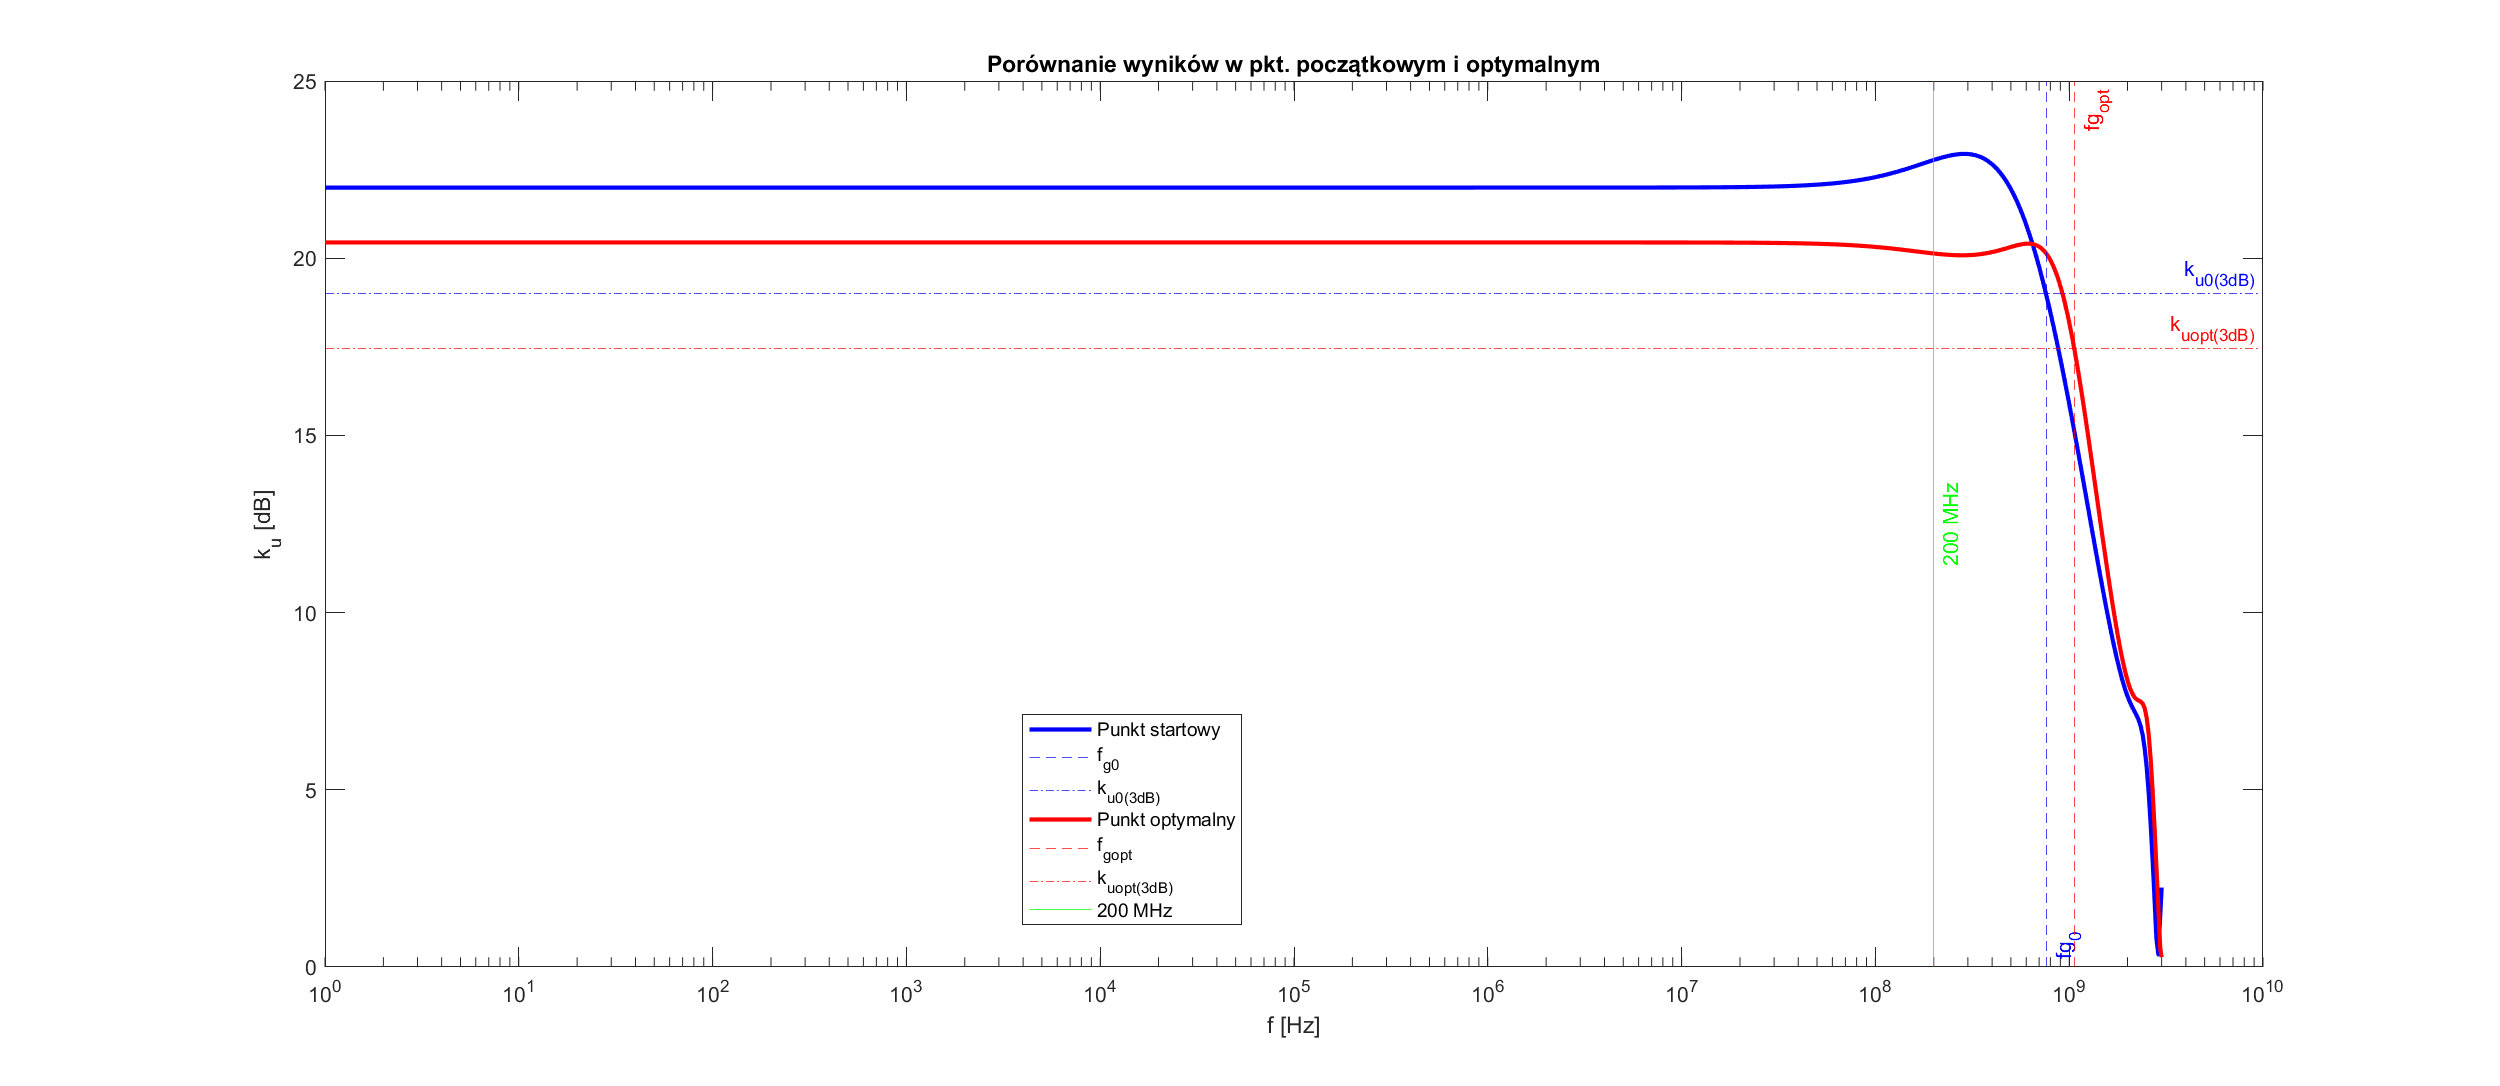 Porównanie wyników w pkt. początkowym i optymalnym
25
20
15
10
5
0
k_u [dB]
fg_opt
k_u0(3dB)
k_uopt(3dB)
200 MHz
fg_0
Punkt startowy
f_g0
k_u0(3dB)
Punkt optymalny
f_gopt
k_uopt(3dB)
200 MHz
10^0 10^1 10^2 10^3 10^4 10^5 10^6 10^7 10^8 10^9 10^10
f [Hz]